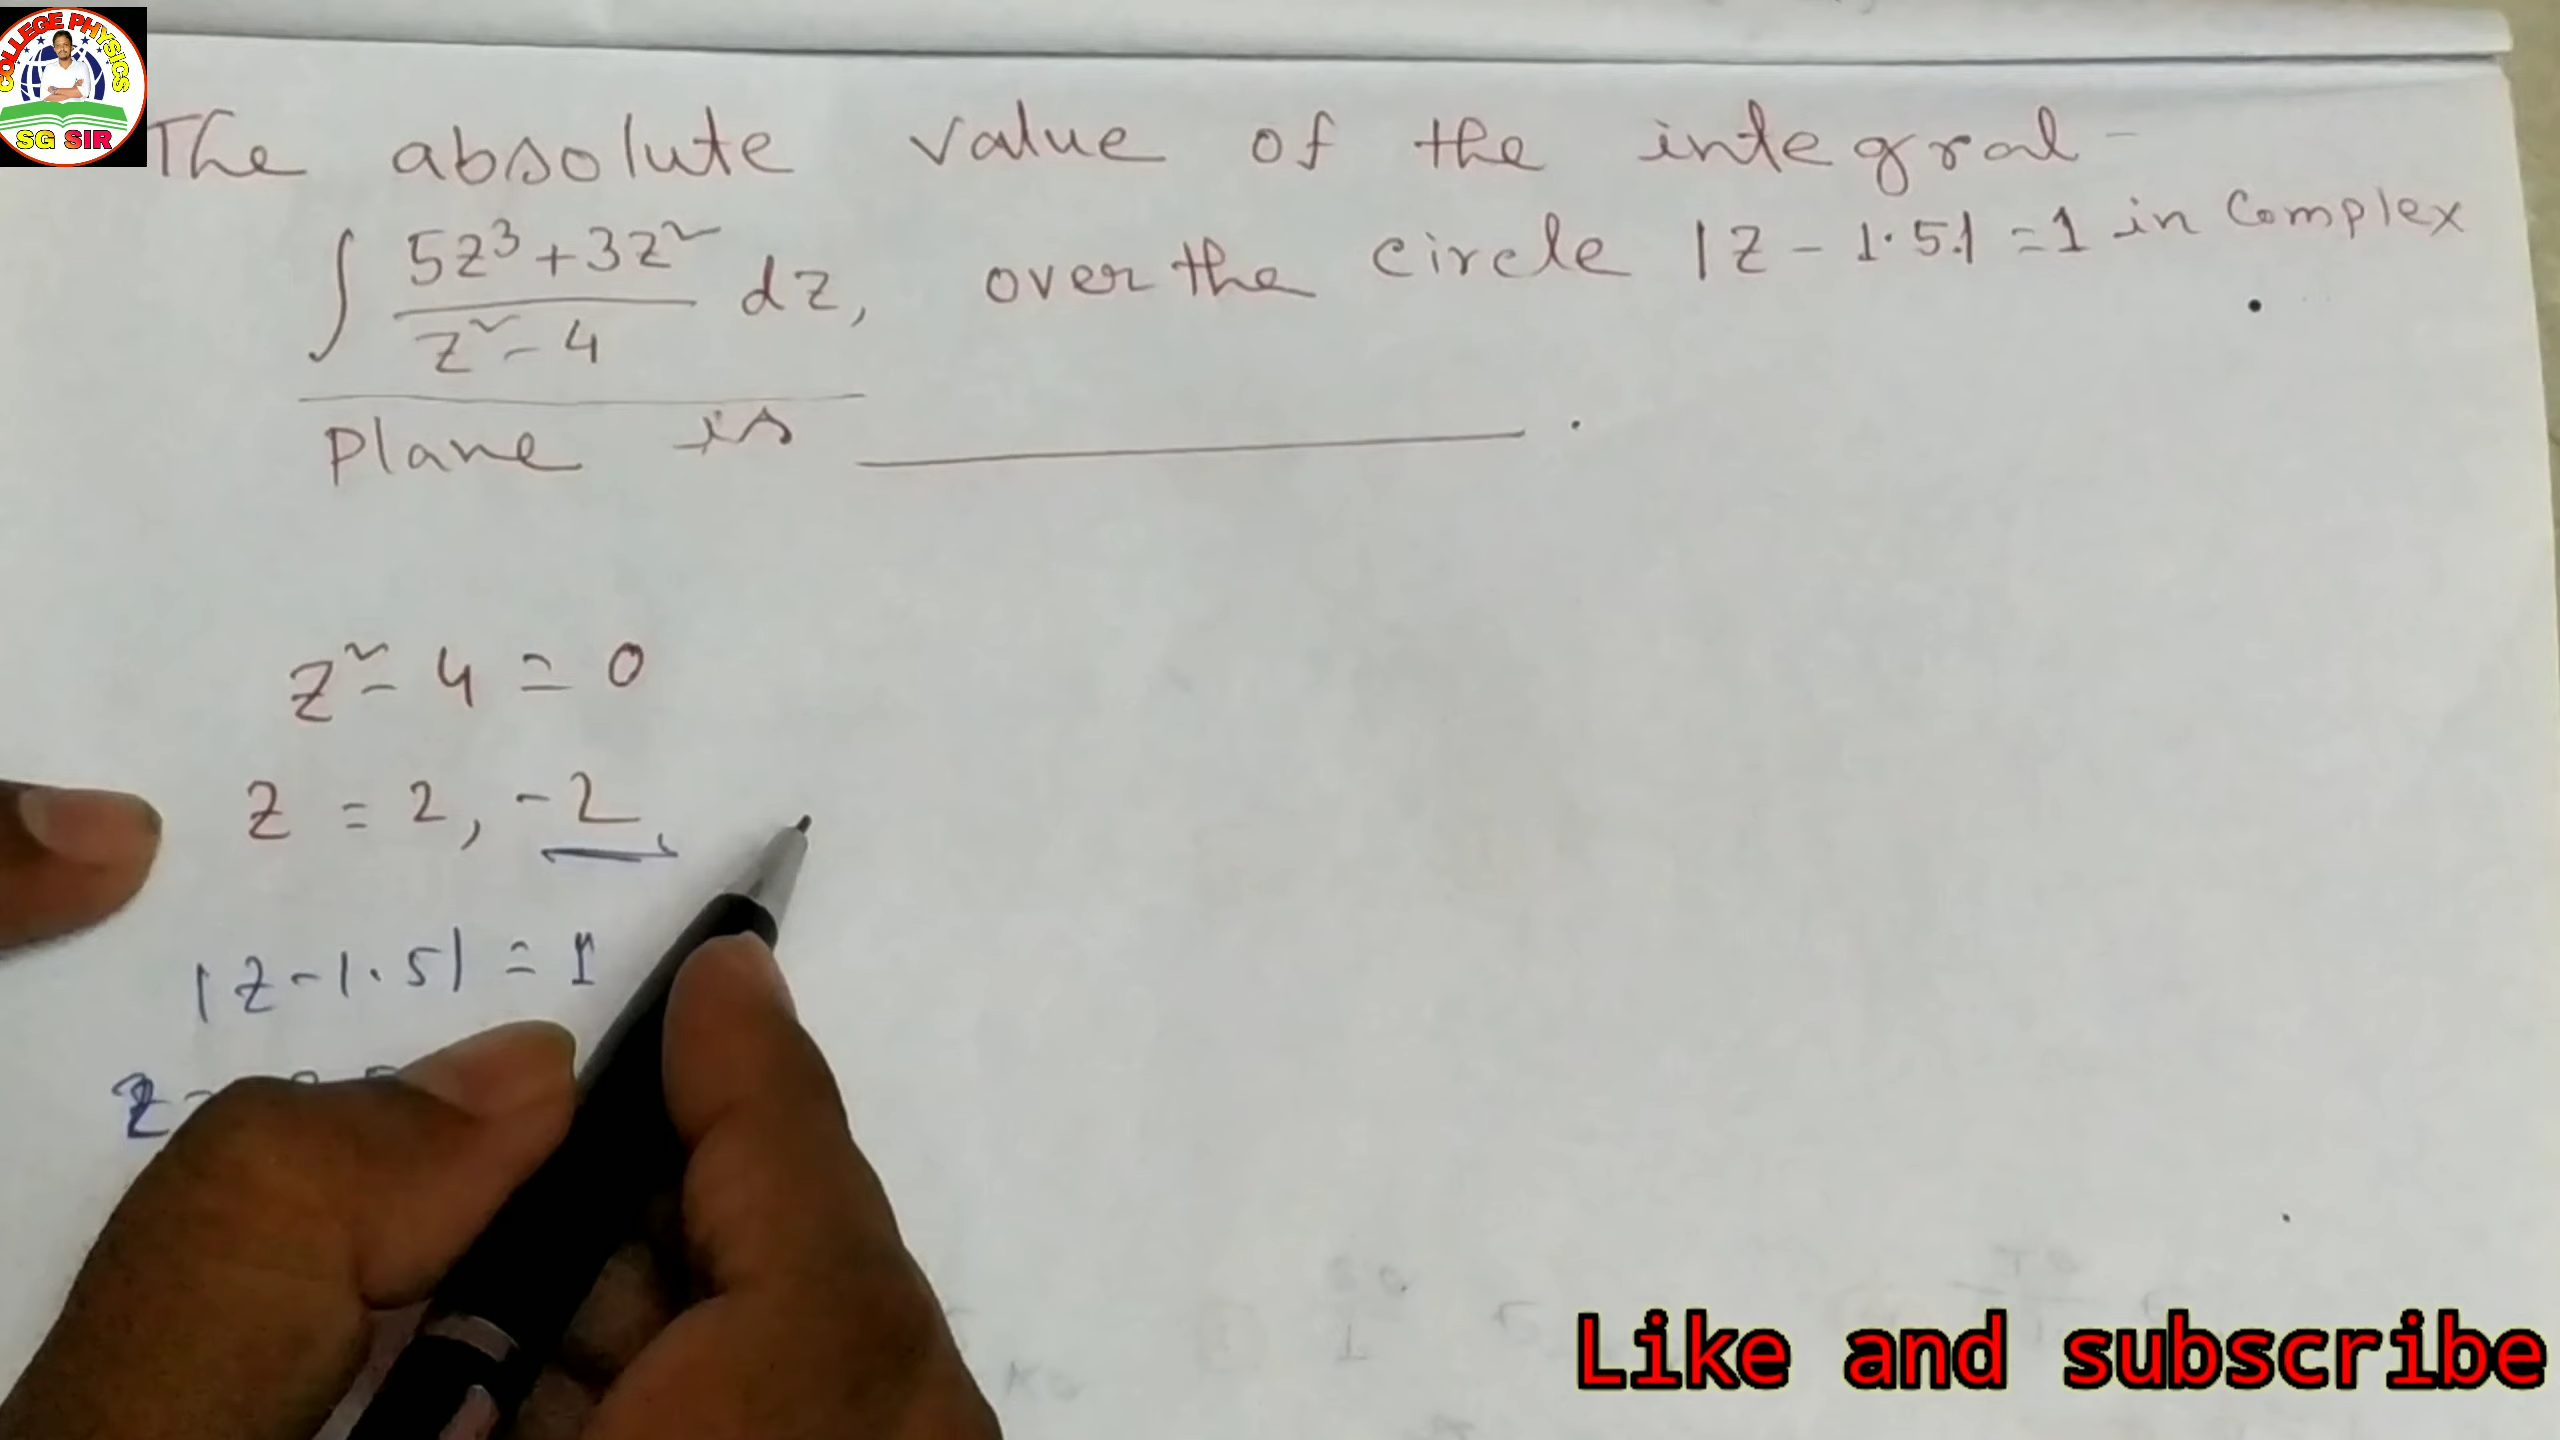 COLLEGE PHYSICS
SG SIR
The absolute value of the integral -
∫ (5z³+3z²)/(z²-4) dz, over the circle |z-1.5|=1 in complex
plane is ________ .
z²-4=0
z = 2, -2
|z-1.5| = 1
z=
Like and subscribe